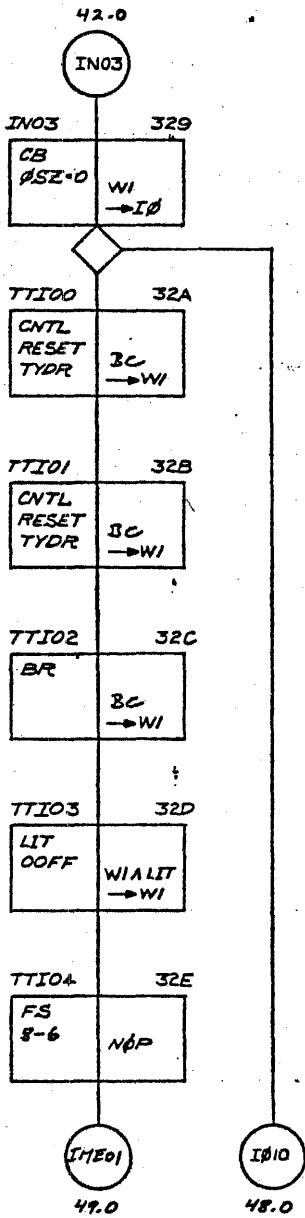 42.0
IN03
IN03 329
CB
ØSZ=0
W1
→IØ
TTI00 32A
CNTL
RESET
TYDR
BC
→W1
TTI01 32B
CNTL
RESET
TYDR
BC
→W1
TTI02 32C
BR
BC
→W1
TTI03 32D
LIT
00FF
W1∧LIT
→W1
TTI04 32E
FS
8-6
NØP
IME01
IØ10
49.0
48.0